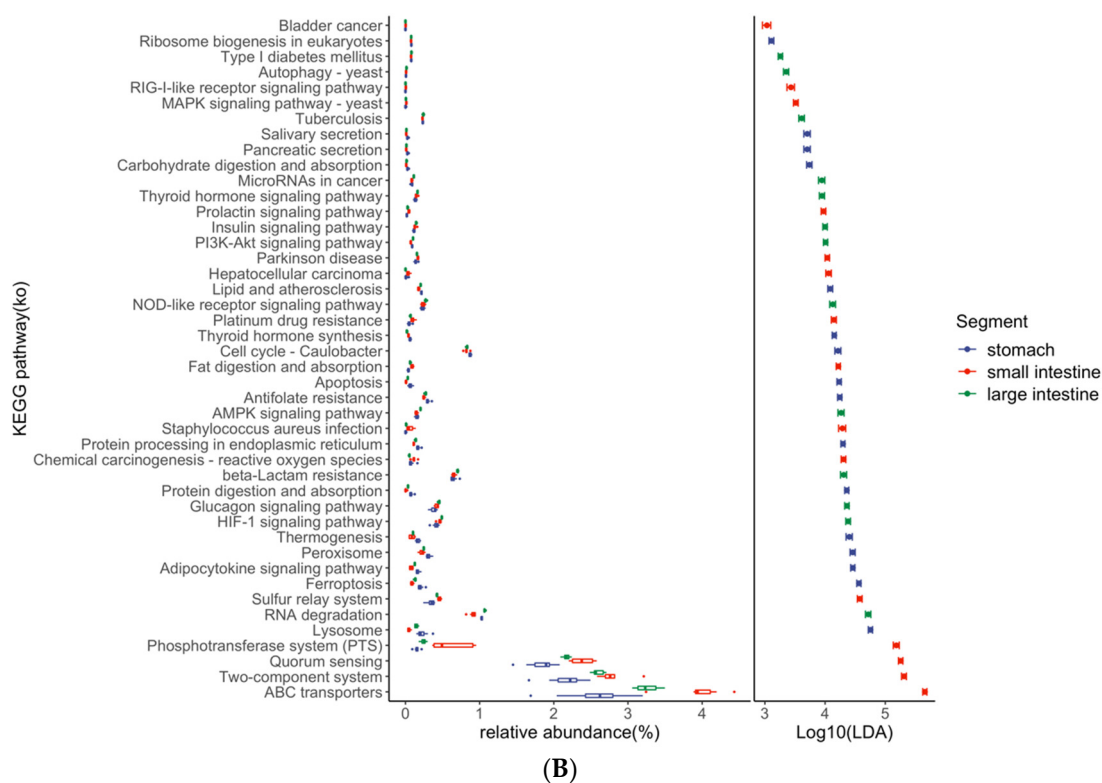 Bladder cancer
Ribosome biogenesis in eukaryotes
Type I diabetes mellitus
Autophagy - yeast
RIG-I-like receptor signaling pathway
MAPK signaling pathway - yeast
Tuberculosis
Salivary secretion
Pancreatic secretion
Carbohydrate digestion and absorption
MicroRNAs in cancer
Thyroid hormone signaling pathway
Prolactin signaling pathway
Insulin signaling pathway
PI3K-Akt signaling pathway
Parkinson disease
Hepatocellular carcinoma
Lipid and atherosclerosis
NOD-like receptor signaling pathway
Platinum drug resistance
Thyroid hormone synthesis
Cell cycle - Caulobacter
Fat digestion and absorption
Apoptosis
Antifolate resistance
AMPK signaling pathway
Staphylococcus aureus infection
Protein processing in endoplasmic reticulum
Chemical carcinogenesis - reactive oxygen species
beta-Lactam resistance
Protein digestion and absorption
Glucagon signaling pathway
HIF-1 signaling pathway
Thermogenesis
Peroxisome
Adipocytokine signaling pathway
Ferroptosis
Sulfur relay system
RNA degradation
Lysosome
Phosphotransferase system (PTS)
Quorum sensing
Two-component system
ABC transporters
KEGG pathway(ko)
0 1 2 3 4
relative abundance(%)
3 4 5
Log10(LDA)
Segment
stomach
small intestine
large intestine
(B)